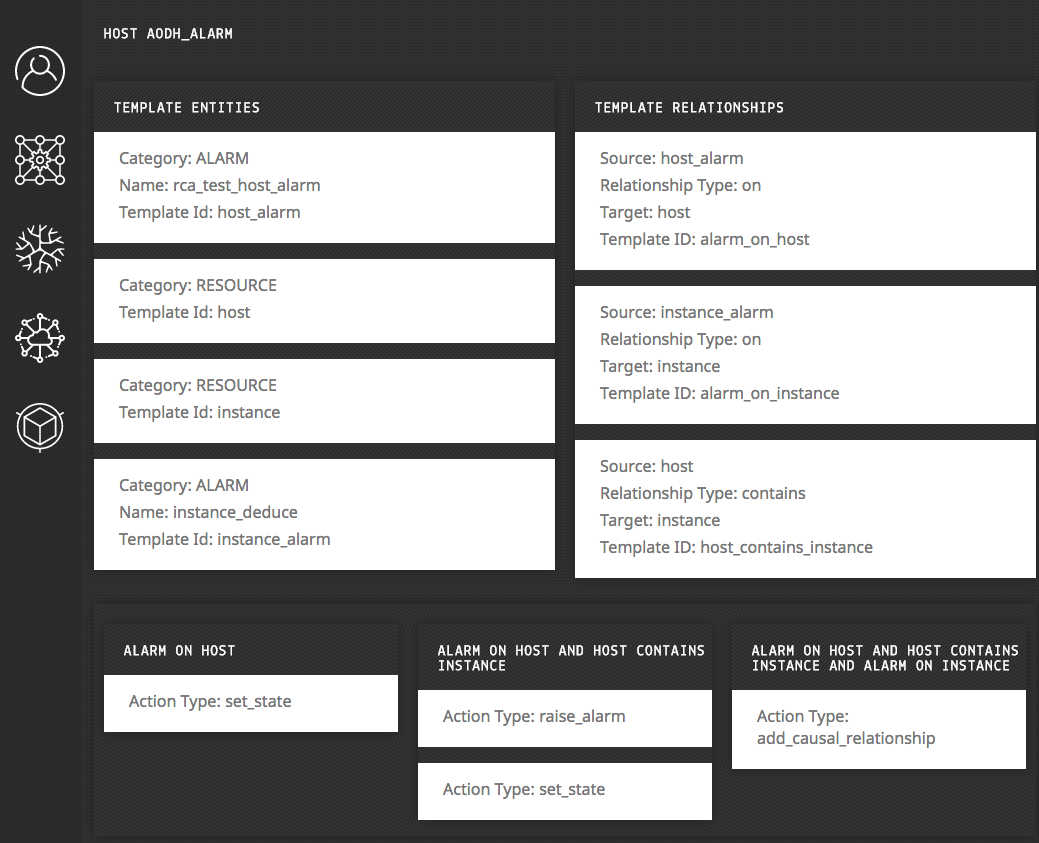 HOST AODH_ALARM
TEMPLATE ENTITIES
Category: ALARM
Name: rca_test_host_alarm
Template Id: host_alarm
Category: RESOURCE
Template Id: host
Category: RESOURCE
Template Id: instance
Category: ALARM
Name: instance_deduce
Template Id: instance_alarm
TEMPLATE RELATIONSHIPS
Source: host_alarm
Relationship Type: on
Target: host
Template ID: alarm_on_host
Source: instance_alarm
Relationship Type: on
Target: instance
Template ID: alarm_on_instance
Source: host
Relationship Type: contains
Target: instance
Template ID: host_contains_instance
ALARM ON HOST
Action Type: set_state
ALARM ON HOST AND HOST CONTAINS
INSTANCE
Action Type: raise_alarm
Action Type: set_state
ALARM ON HOST AND HOST CONTAINS
INSTANCE AND ALARM ON INSTANCE
Action Type:
add_causal_relationship